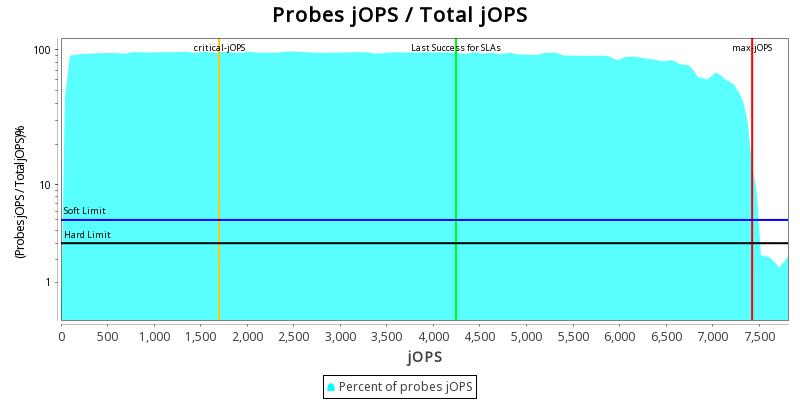 Probes jOPS / Total jOPS
(Probes jOPS / Total jOPS)%
100
10
1
critical-jOPS
Last Success for SLAs
max-jOPS
Soft Limit
Hard Limit
0 500 1,000 1,500 2,000 2,500 3,000 3,500 4,000 4,500 5,000 5,500 6,000 6,500 7,000 7,500
jOPS
Percent of probes jOPS